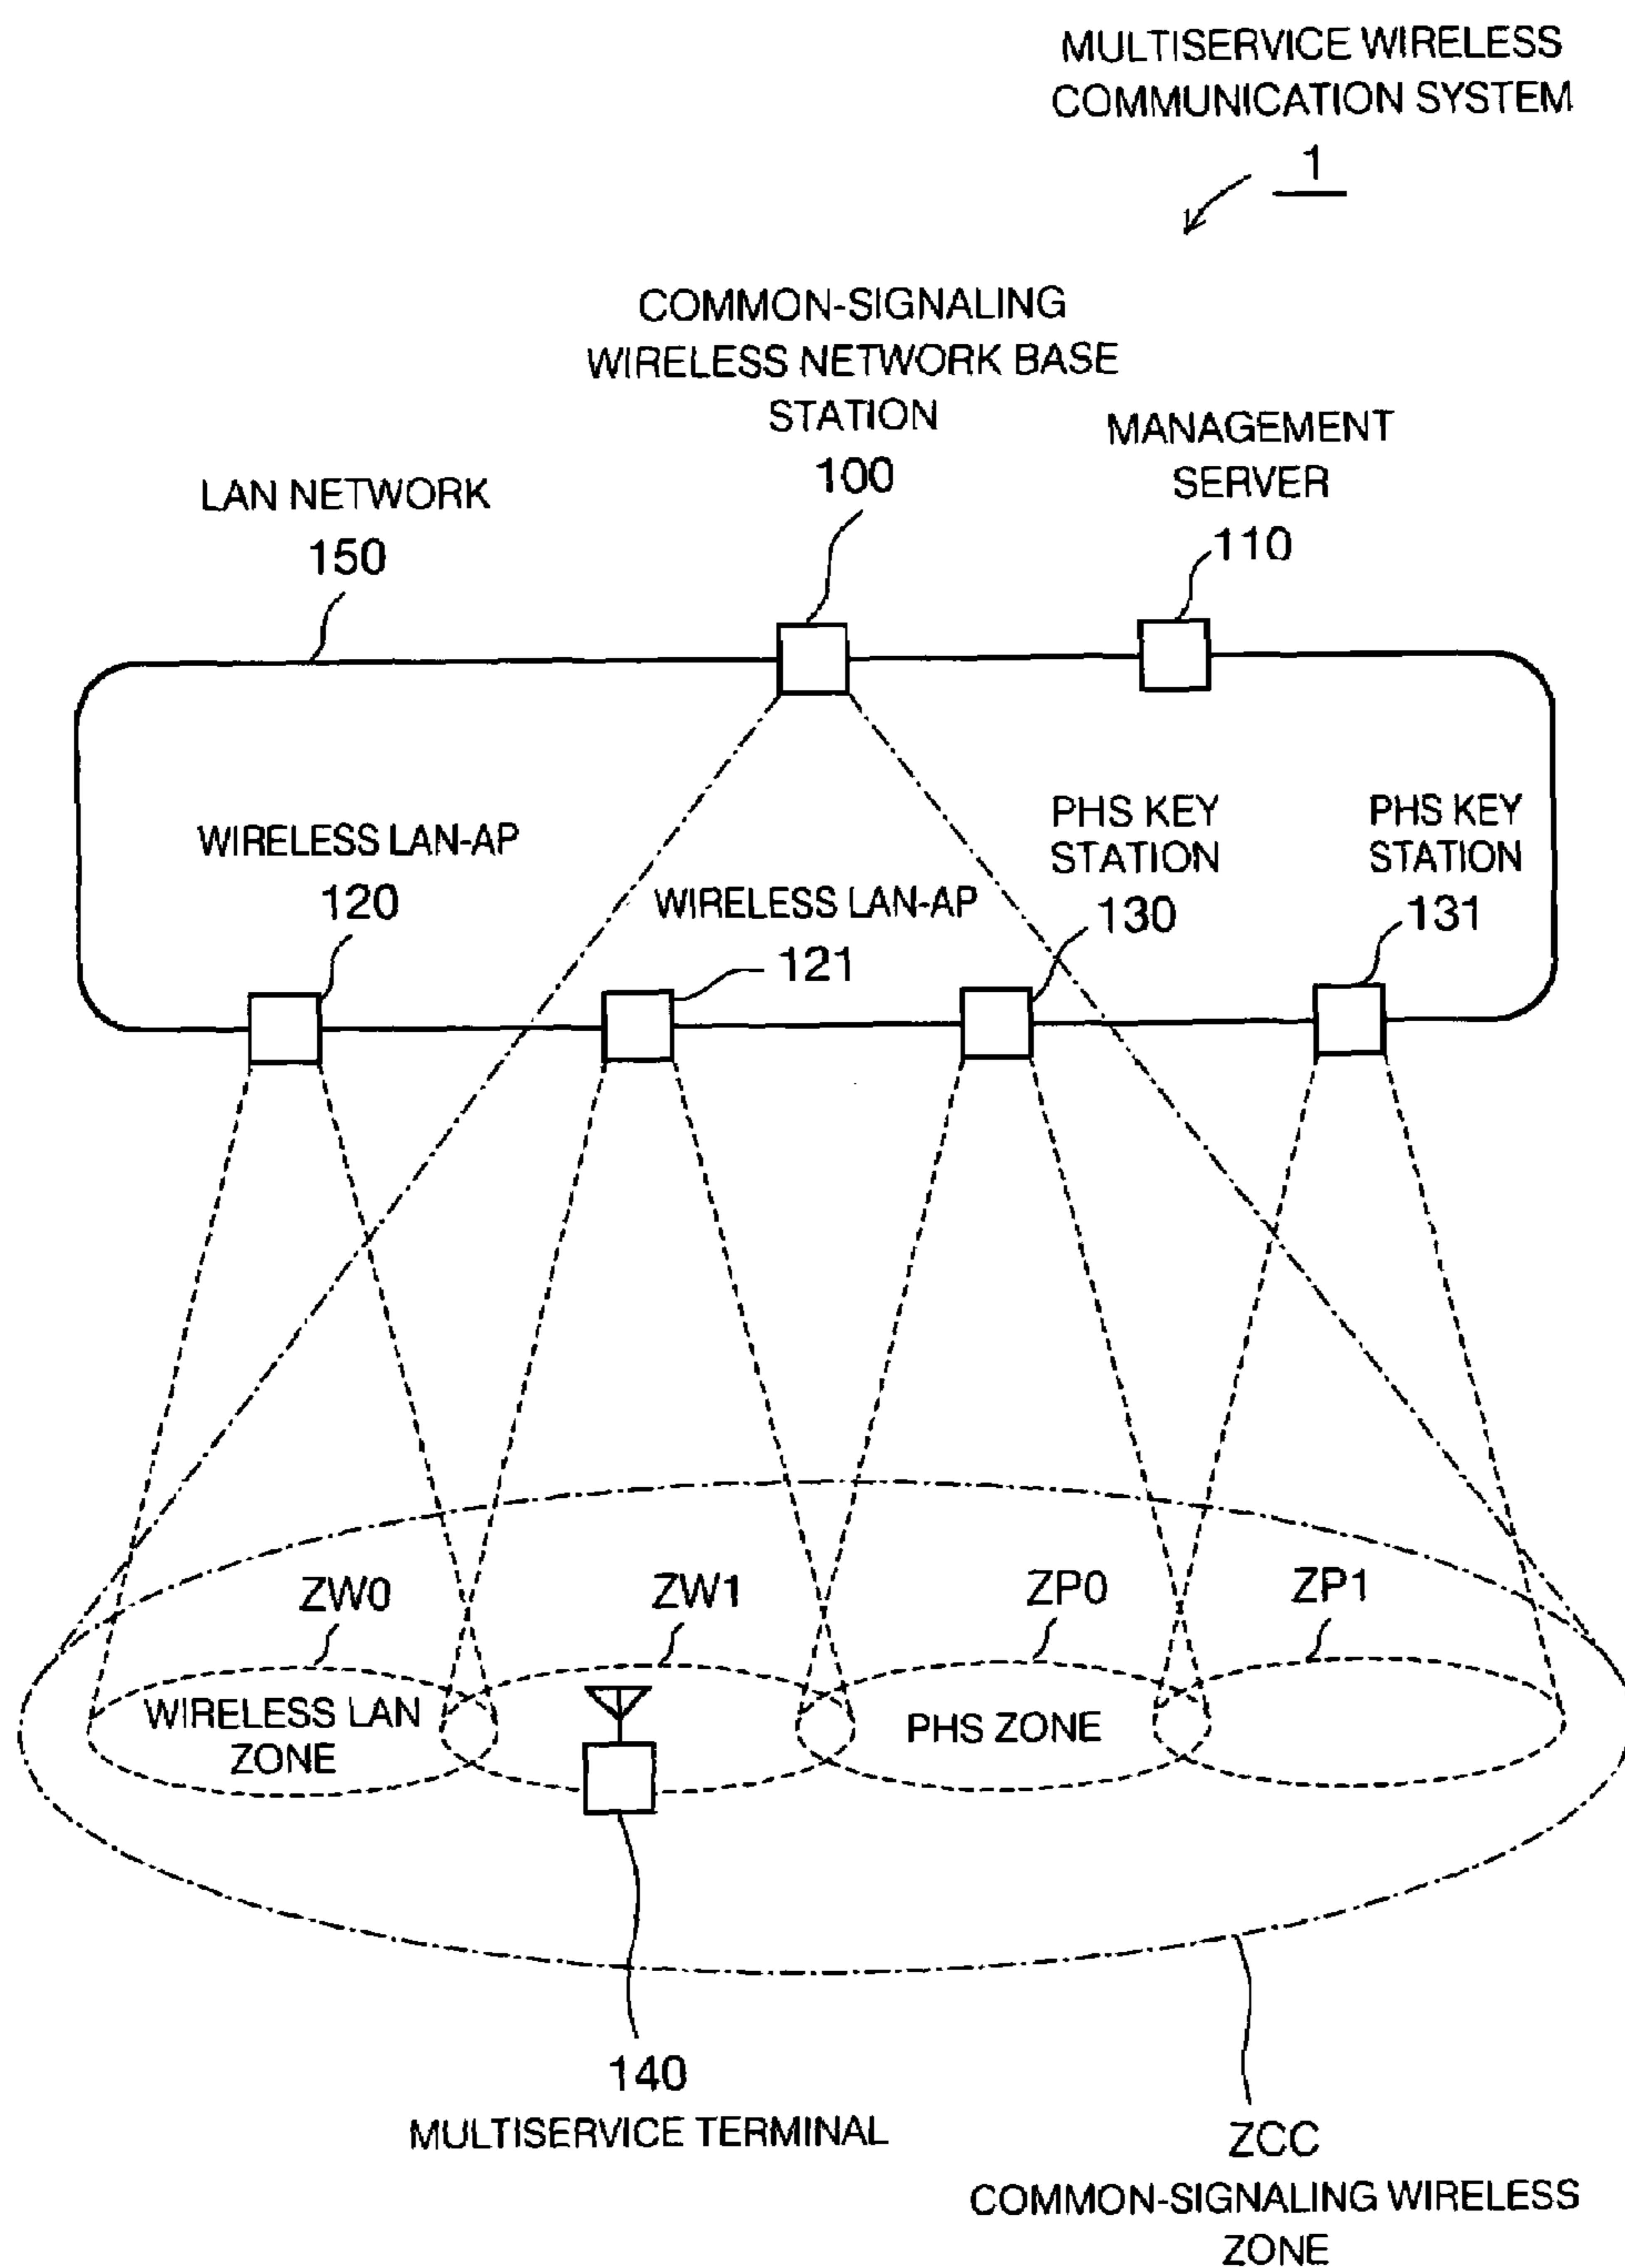 MULTISERVICE WIRELESS
COMMUNICATION SYSTEM
1
COMMON-SIGNALING
WIRELESS NETWORK BASE
STATION
100
MANAGEMENT
SERVER
110
LAN NETWORK
150
WIRELESS LAN-AP
120
WIRELESS LAN-AP
121
PHS KEY
STATION
130
PHS KEY
STATION
131
ZW0
ZW1
ZP0
ZP1
WIRELESS LAN
ZONE
PHS ZONE
140
MULTISERVICE TERMINAL
ZCC
COMMON-SIGNALING WIRELESS
ZONE